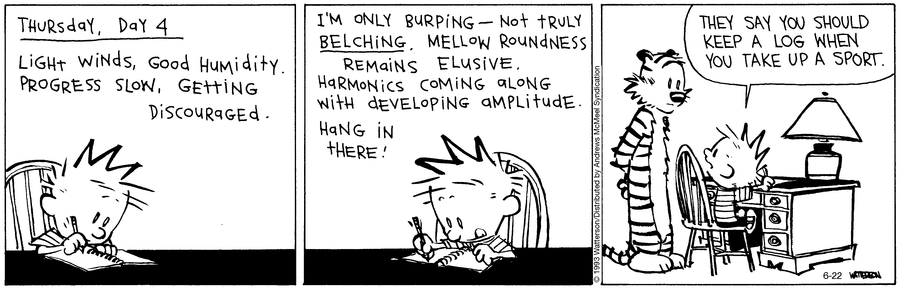 THURSDAY, DAY 4
LIGHT WINDS, GOOD HUMIDITY.
PROGRESS SLOW, GETTING
DISCOURAGED.
I'M ONLY BURPING — NOT TRULY
BELCHING. MELLOW ROUNDNESS
REMAINS ELUSIVE.
HARMONICS COMING ALONG
WITH DEVELOPING AMPLITUDE.
HANG IN
THERE!
© 1993 Watterson/Distributed by Andrews McMeel Syndication
THEY SAY YOU SHOULD
KEEP A LOG WHEN
YOU TAKE UP A SPORT.
6-22 WATTERSON